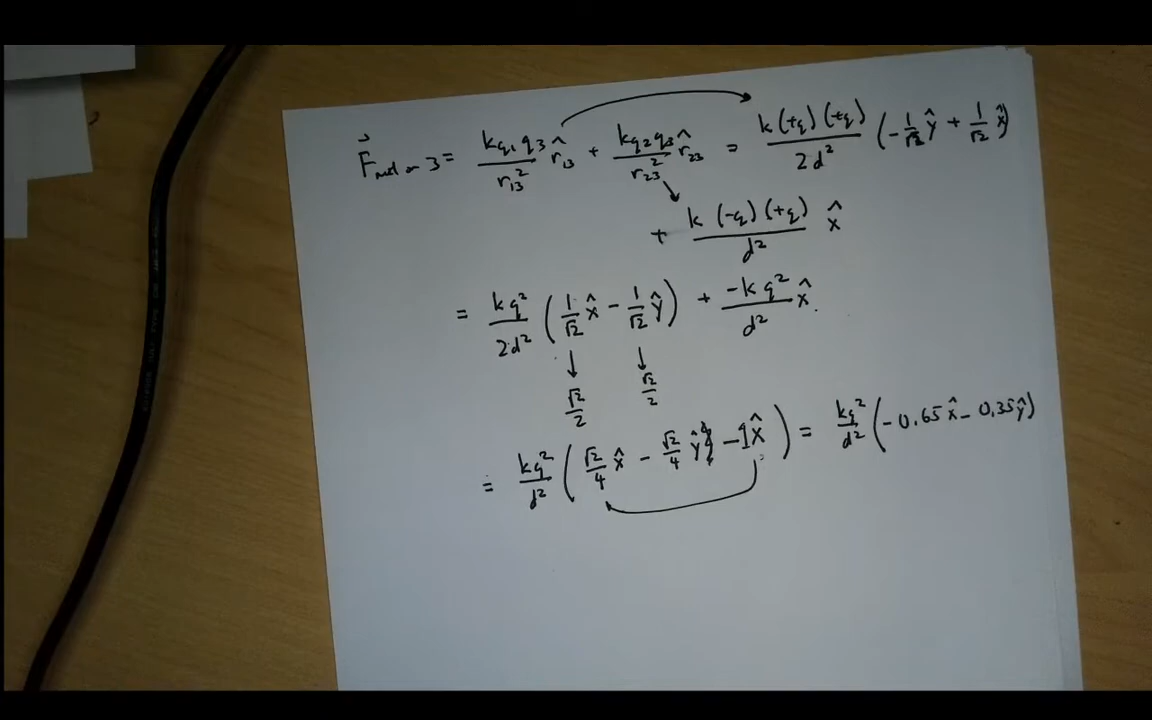 F⃗ net on 3 = kq₁q₃/r₁₃² r̂₁₃ + kq₂q₃/r₂₃² r̂₂₃ = k(+q)(+q)/2d² (-1/√2 ŷ + 1/√2 x̂)
+ k(-q)(+q)/d² x̂
= kq²/2d² (1/√2 x̂ - 1/√2 ŷ) + -kq²/d² x̂.
√2/2 √2/2
= kq²/d² (√2/4 x̂ - √2/4 ŷ - 1x̂) = kq²/d² (-0.65x̂ - 0.35ŷ)